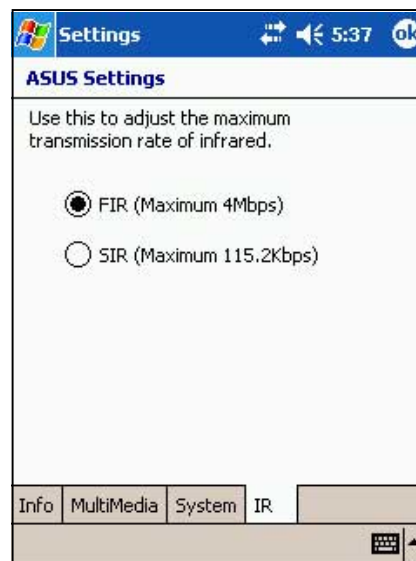 Settings 5:37 ok
ASUS Settings
Use this to adjust the maximum
transmission rate of infrared.
FIR (Maximum 4Mbps)
SIR (Maximum 115.2Kbps)
Info MultiMedia System IR